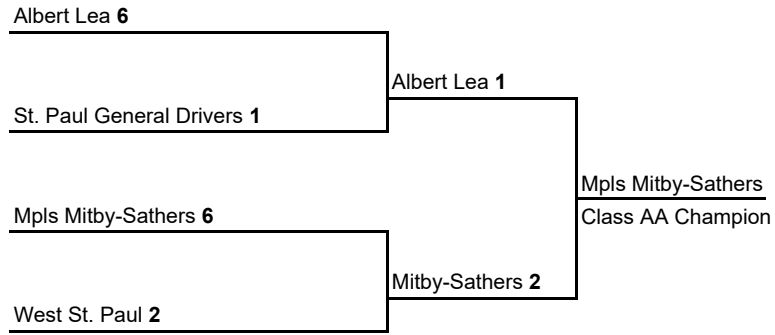 Albert Lea 6
St. Paul General Drivers 1
Mpls Mitby-Sathers 6
West St. Paul 2
Albert Lea 1
Mitby-Sathers 2
Mpls Mitby-Sathers
Class AA Champion